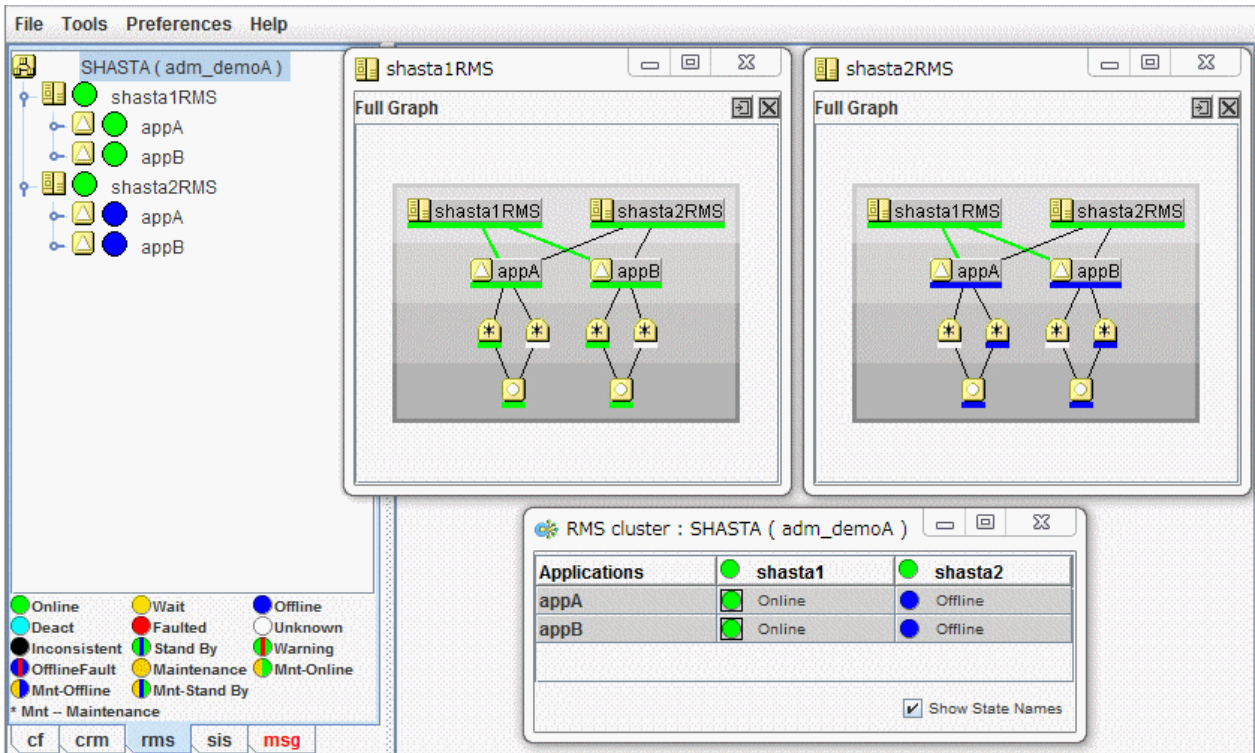 File Tools Preferences Help
SHASTA ( adm_demoA )
shasta1RMS
appA
appB
shasta2RMS
appA
appB
Online Wait Offline
Deact Faulted Unknown
Inconsistent Stand By Warning
OfflineFault Maintenance Mnt-Online
Mnt-Offline Mnt-Stand By
* Mnt -- Maintenance
cf crm rms sis msg
shasta1RMS
Full Graph
shasta1RMS shasta2RMS
appA appB
shasta2RMS
Full Graph
shasta1RMS shasta2RMS
appA appB
RMS cluster : SHASTA ( adm_demoA )
Applications shasta1 shasta2
appA Online Offline
appB Online Offline
Show State Names